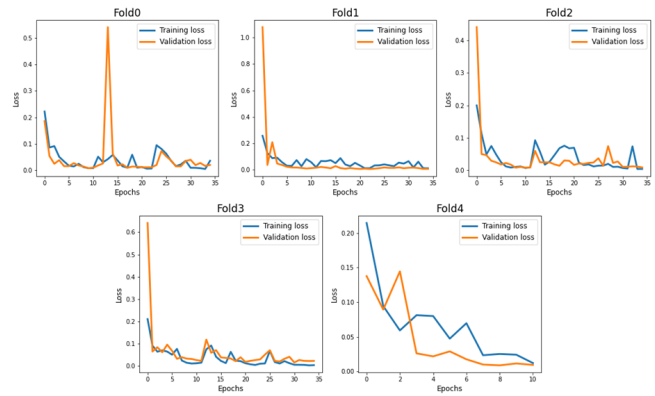 Fold0
Fold1
Fold2
Training loss
Validation loss
Training loss
Validation loss
Training loss
Validation loss
Loss
0.5
0.4
0.3
0.2
0.1
0.0
0 5 10 15 20 25 30 35
Epochs
Loss
1.0
0.8
0.6
0.4
0.2
0.0
0 5 10 15 20 25 30 35
Epochs
Loss
0.4
0.3
0.2
0.1
0.0
0 5 10 15 20 25 30 35
Epochs
Fold3
Fold4
Training loss
Validation loss
Training loss
Validation loss
Loss
0.6
0.5
0.4
0.3
0.2
0.1
0.0
0 5 10 15 20 25 30 35
Epochs
Loss
0.20
0.15
0.10
0.05
0.00
0 2 4 6 8 10
Epochs